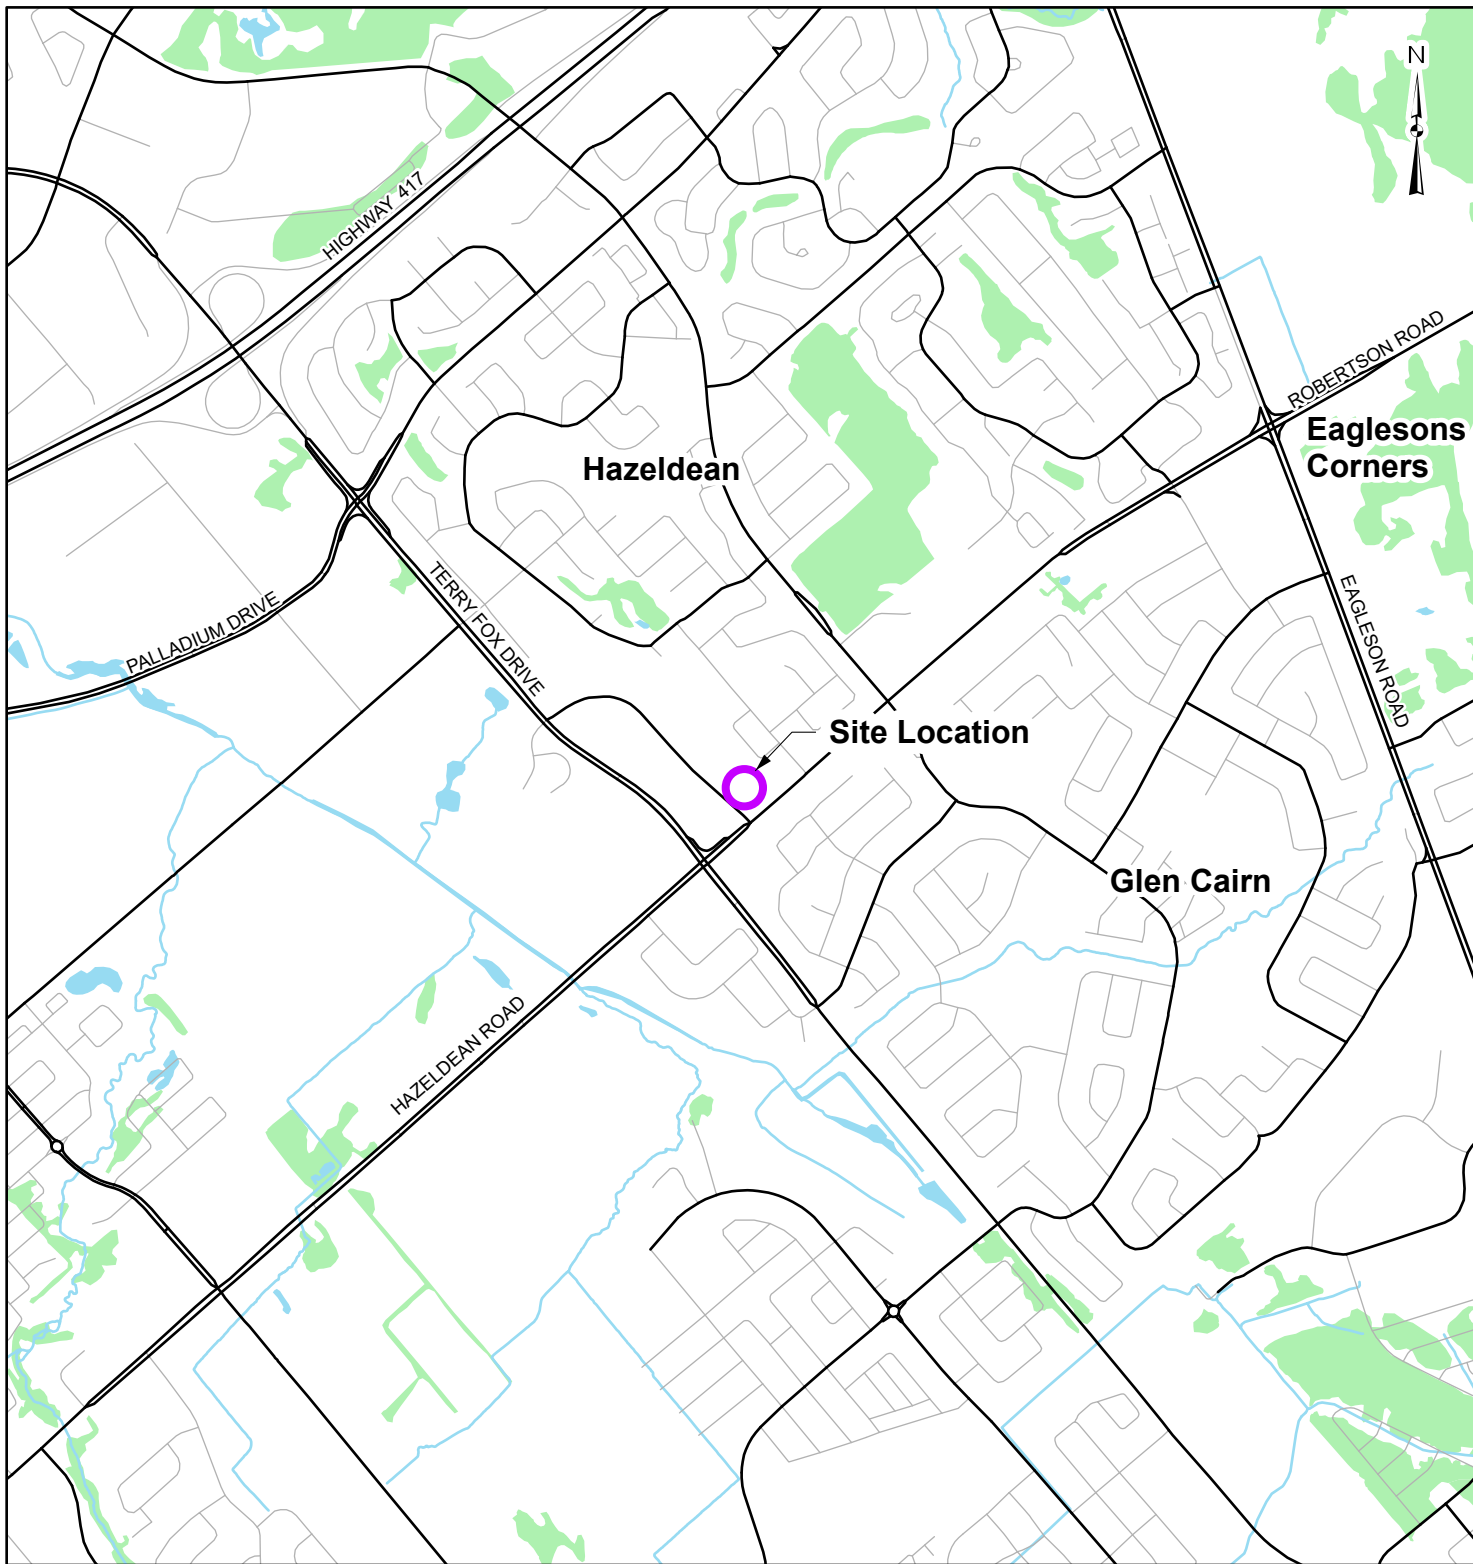 N
HIGHWAY 417
ROBERTSON ROAD
Eaglesons
Corners
Hazeldean
TERRY FOX DRIVE
PALLADIUM DRIVE
EAGLESON ROAD
Site Location
Glen Cairn
HAZELDEAN ROAD